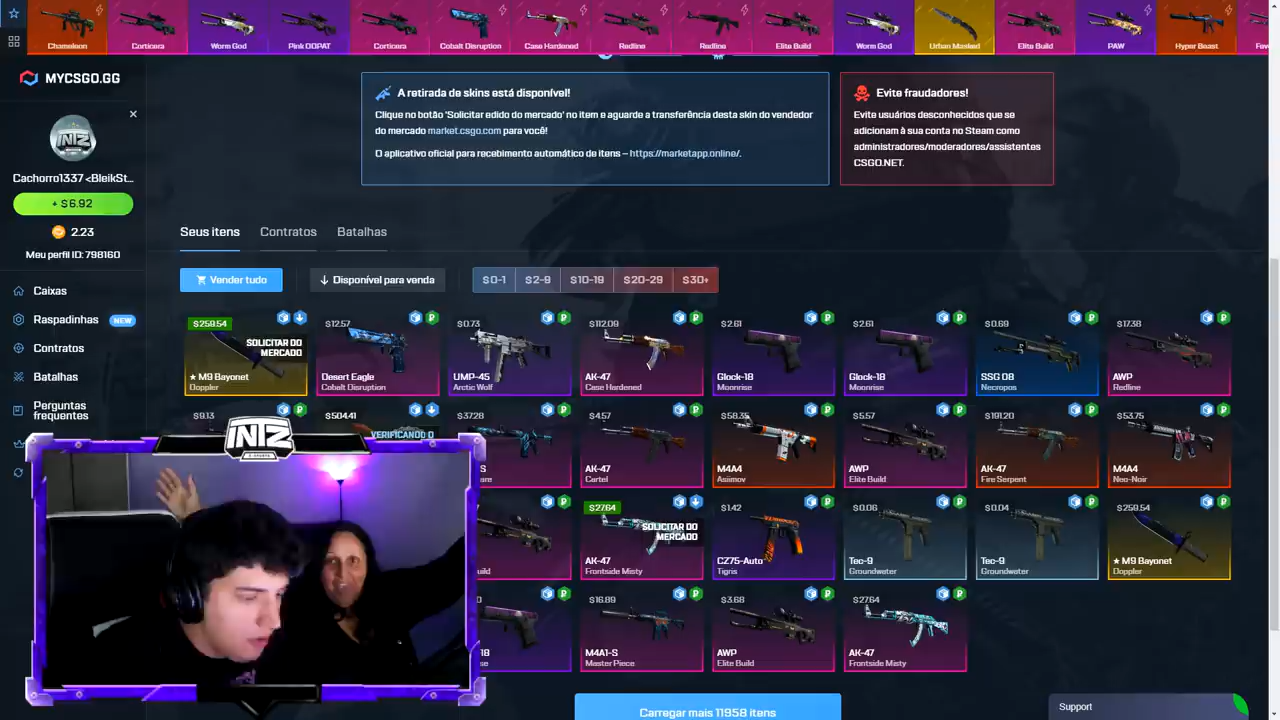 Chameleon
Corticera
Worm God
Pink DDPAT
Corticera
Cobalt Disruption
Case Hardened
Redline
Redline
Elite Build
Worm God
Urban Masked
Elite Build
PAW
Hyper Beast
MYCSGO.GG
Cachorro1337 <BleikSt...
+ $6.92
2.23
Meu perfil ID: 798160
Caixas
Raspadinhas NEW
Contratos
Batalhas
Perguntas
frequentes
A retirada de skins está disponível!
Clique no botão 'Solicitar edido do mercado' no item e aguarde a transferência desta skin do vendedor
do mercado market.csgo.com para você!
O aplicativo oficial para recebimento automático de itens – https://marketapp.online/.
Evite fraudadores!
Evite usuários desconhecidos que se
adicionam à sua conta no Steam como
administradores/moderadores/assistentes
CSGO.NET.
Seus itens Contratos Batalhas
Vender tudo
Disponível para venda
$0-1 $2-9 $10-19 $20-29 $30+
$259.54
SOLICITAR DO
MERCADO
★ M9 Bayonet
Doppler
$12.57
Desert Eagle
Cobalt Disruption
$0.73
UMP-45
Arctic Wolf
$112.09
AK-47
Case Hardened
$2.61
Glock-18
Moonrise
$2.61
Glock-18
Moonrise
$0.69
SSG 08
Necropos
$17.38
AWP
Redline
$9.13
$504.41
VERIFICANDO O
$37.28
$4.57
AK-47
Cartel
$58.35
M4A4
Asiimov
$5.57
AWP
Elite Build
$191.20
AK-47
Fire Serpent
$53.75
M4A4
Neo-Noir
$27.64
SOLICITAR DO
MERCADO
AK-47
Frontside Misty
$1.42
CZ75-Auto
Tigris
$0.06
Tec-9
Groundwater
$0.04
Tec-9
Groundwater
$259.54
★ M9 Bayonet
Doppler
$16.89
M4A1-S
Master Piece
$3.68
AWP
Elite Build
$27.64
AK-47
Frontside Misty
INTZ
E-SPORTS
Carregar mais 11958 itens
Support